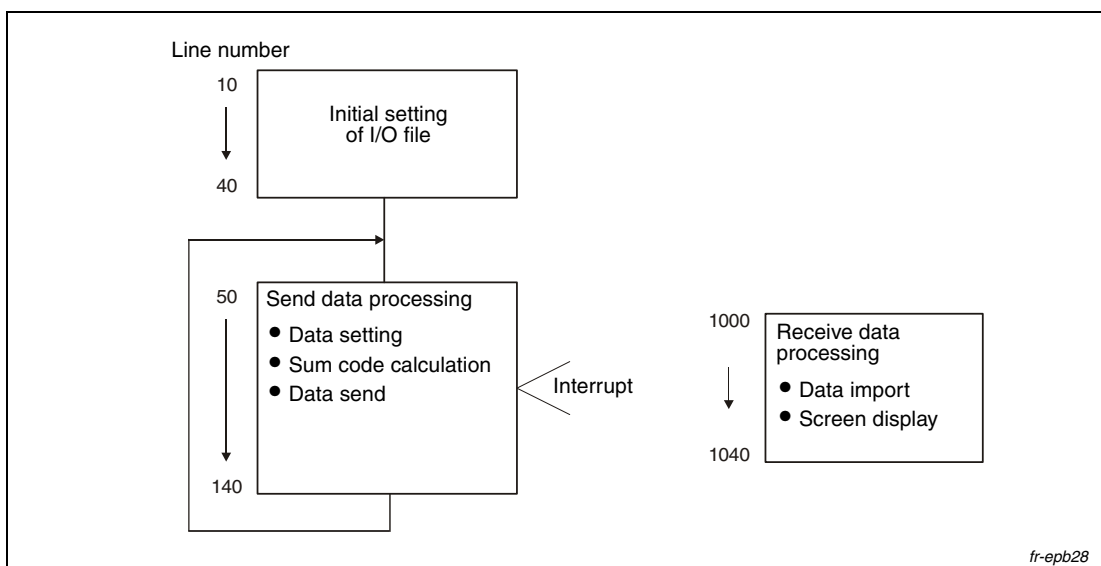 Line number
10
Initial setting
of I/O file
40
50
Send data processing
● Data setting
● Sum code calculation
● Data send
140
Interrupt
1000
Receive data
processing
● Data import
● Screen display
1040
fr-epb28